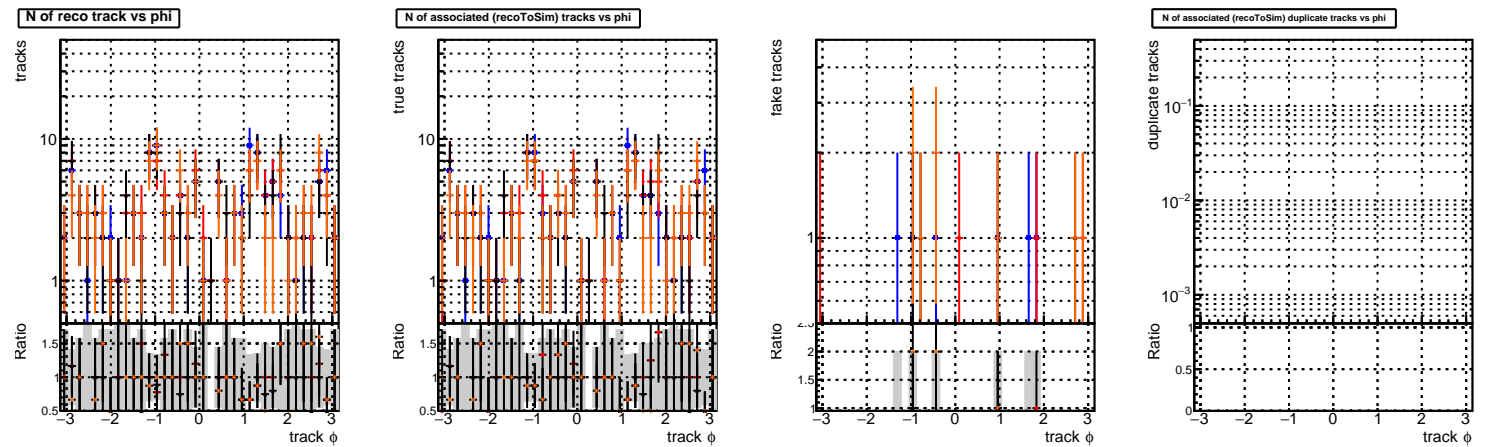 N of reco track vs phi
tracks
10
1
Ratio
1.5
1
0.5
−3 −2 −1 0 1 2 3
track ϕ
N of associated (recoToSim) tracks vs phi
true tracks
10
1
Ratio
1.5
1
0.5
−3 −2 −1 0 1 2 3
track ϕ
fake tracks
1
Ratio
2.5
2
1.5
1
−3 −2 −1 0 1 2 3
track ϕ
N of associated (recoToSim) duplicate tracks vs phi
duplicate tracks
10⁻¹
10⁻²
10⁻³
Ratio
1
0.5
0
−3 −2 −1 0 1 2 3
track ϕ